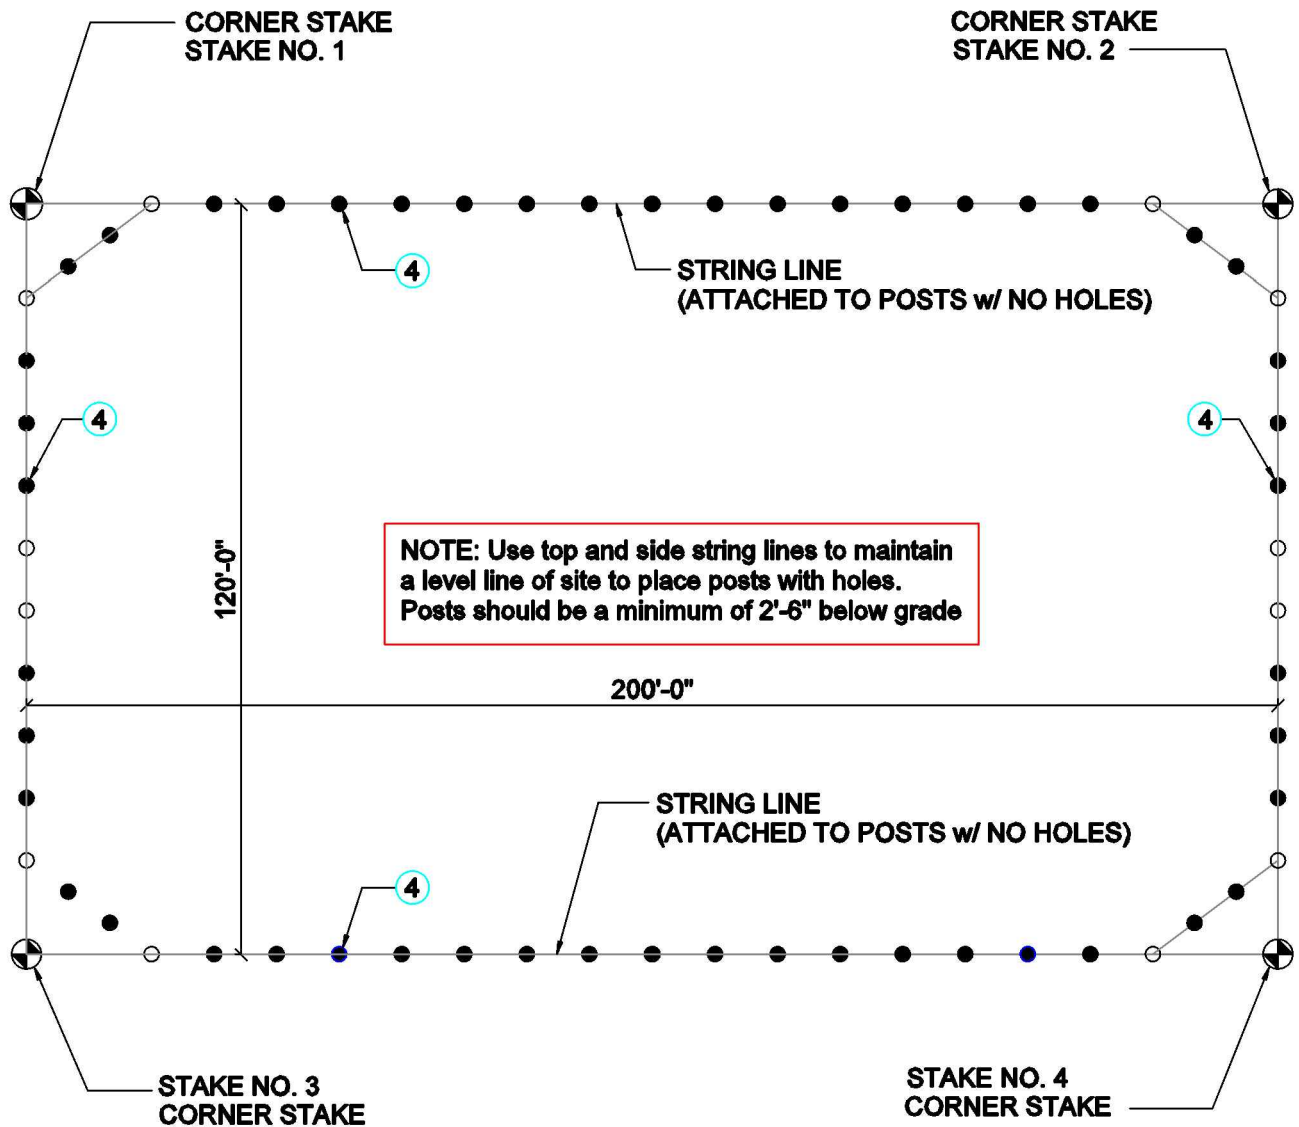 CORNER STAKE
STAKE NO. 1
CORNER STAKE
STAKE NO. 2
4
STRING LINE
(ATTACHED TO POSTS w/ NO HOLES)
4
4
NOTE: Use top and side string lines to maintain
a level line of site to place posts with holes.
Posts should be a minimum of 2'-6" below grade
120'-0"
200'-0"
STRING LINE
(ATTACHED TO POSTS w/ NO HOLES)
4
STAKE NO. 3
CORNER STAKE
STAKE NO. 4
CORNER STAKE